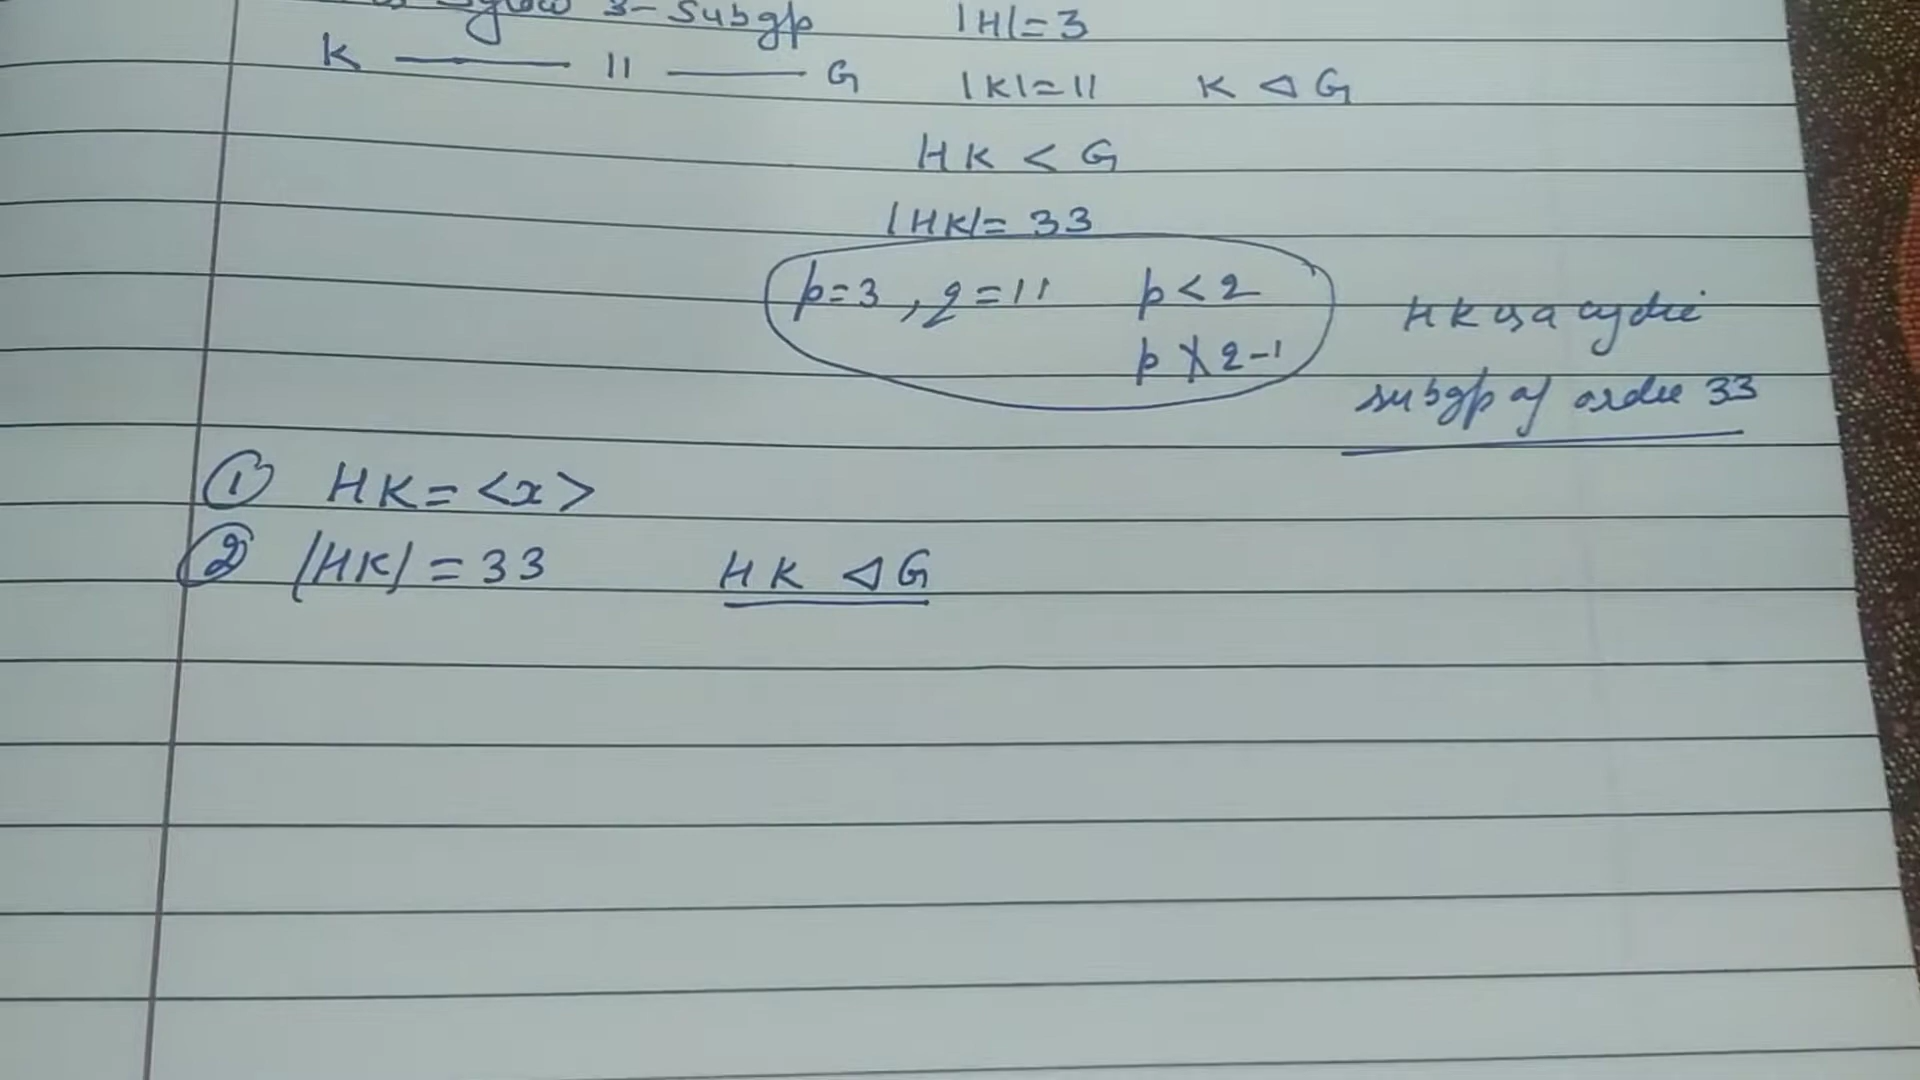 Sylow 3-Subgp |H|=3
K — 11 — G |K|=11 K ⊲ G
HK < G
|HK|= 33
p=3 , q=11 p<q
p ∤ q-1
HK is a cyclic
subgp of order 33
① HK = <x>
② |HK| = 33 HK ⊲ G